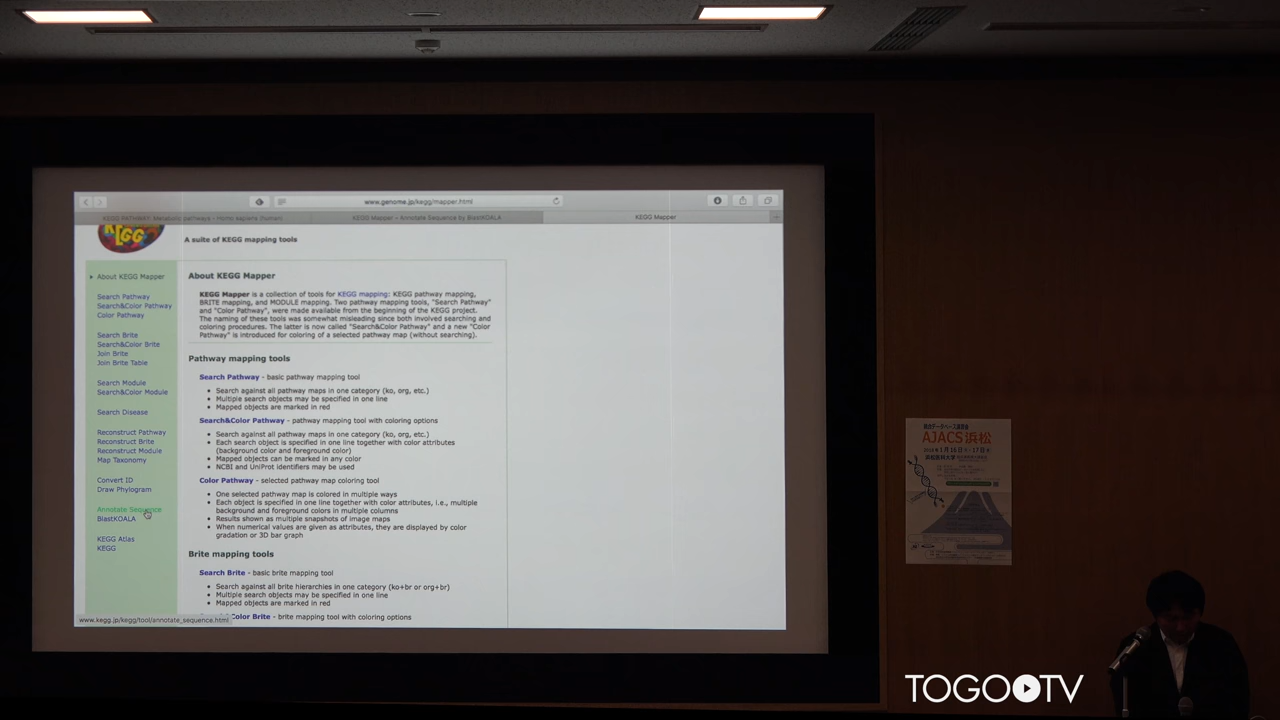 www.genome.jp/kegg/mapper.html
KEGG PATHWAY: Metabolic pathways - Homo sapiens (human)
KEGG Mapper - Annotate Sequence by BlastKOALA
KEGG Mapper
KEGG
A suite of KEGG mapping tools
About KEGG Mapper
Search Pathway
Search&Color Pathway
Color Pathway
Search Brite
Search&Color Brite
Join Brite
Join Brite Table
Search Module
Search&Color Module
Search Disease
Reconstruct Pathway
Reconstruct Brite
Reconstruct Module
Map Taxonomy
Convert ID
Draw Phylogram
Annotate Sequence
BlastKOALA
KEGG Atlas
KEGG
About KEGG Mapper
KEGG Mapper is a collection of tools for KEGG mapping: KEGG pathway mapping,
BRITE mapping, and MODULE mapping. Two pathway mapping tools, "Search Pathway"
and "Color Pathway", were made available from the beginning of the KEGG project.
The naming of these tools was somewhat misleading since both involved searching and
coloring procedures. The latter is now called "Search&Color Pathway" and a new "Color
Pathway" is introduced for coloring of a selected pathway map (without searching).
Pathway mapping tools
Search Pathway - basic pathway mapping tool
• Search against all pathway maps in one category (ko, org, etc.)
• Multiple search objects may be specified in one line
• Mapped objects are marked in red
Search&Color Pathway - pathway mapping tool with coloring options
• Search against all pathway maps in one category (ko, org, etc.)
• Each search object is specified in one line together with color attributes
(background color and foreground color)
• Mapped objects can be marked in any color
• NCBI and UniProt identifiers may be used
Color Pathway - selected pathway map coloring tool
• One selected pathway map is colored in multiple ways
• Each object is specified in one line together with color attributes, i.e., multiple
background and foreground colors in multiple columns
• Results shown as multiple snapshots of image maps
• When numerical values are given as attributes, they are displayed by color
gradation or 3D bar graph
Brite mapping tools
Search Brite - basic brite mapping tool
• Search against all brite hierarchies in one category (ko+br or org+br)
• Multiple search objects may be specified in one line
• Mapped objects are marked in red
Color Brite - brite mapping tool with coloring options
www.kegg.jp/kegg/tool/annotate_sequence.html
AJACS浜松
TOGO TV